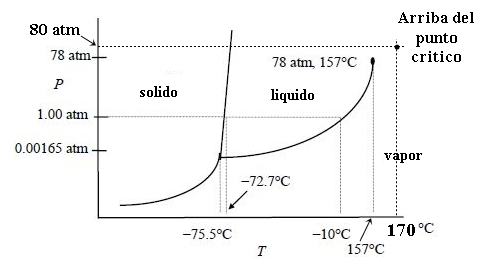 80 atm
Arriba del
punto
critico
78 atm
78 atm, 157°C
P
solido
liquido
1.00 atm
0.00165 atm
vapor
−72.7°C
−75.5°C
−10°C
170 °C
T
157°C